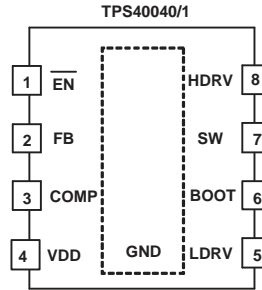 TPS40040/1
1 EN HDRV 8
2 FB SW 7
3 COMP BOOT 6
4 VDD GND LDRV 5